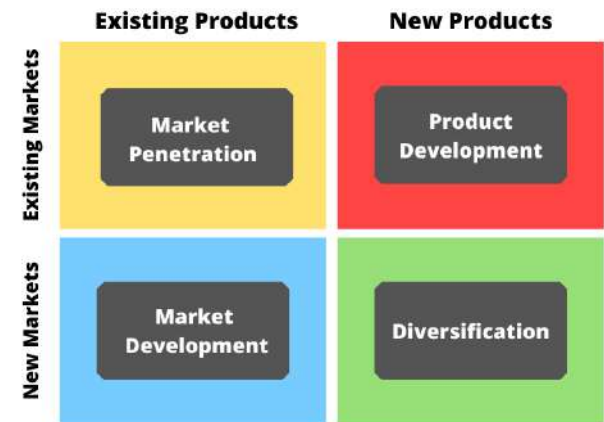 Existing Products
New Products
Existing Markets
Market
Penetration
Product
Development
New Markets
Market
Development
Diversification